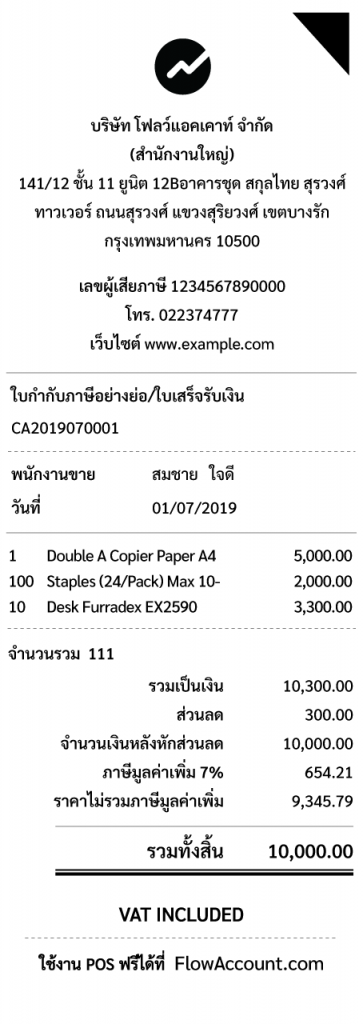 บริษัท โฟลว์แอคเคาท์ จำกัด
(สำนักงานใหญ่)
141/12 ชั้น 11 ยูนิต 12Bอาคารชุด สกุลไทย สุรวงศ์
ทาวเวอร์ ถนนสุรวงศ์ แขวงสุริยวงศ์ เขตบางรัก
กรุงเทพมหานคร 10500
เลขผู้เสียภาษี 1234567890000
โทร. 022374777
เว็บไซต์ www.example.com
ใบกำกับภาษีอย่างย่อ/ใบเสร็จรับเงิน
CA2019070001
พนักงานขาย สมชาย ใจดี
วันที่ 01/07/2019
1 Double A Copier Paper A4 5,000.00
100 Staples (24/Pack) Max 10- 2,000.00
10 Desk Furradex EX2590 3,300.00
จำนวนรวม 111
รวมเป็นเงิน 10,300.00
ส่วนลด 300.00
จำนวนเงินหลังหักส่วนลด 10,000.00
ภาษีมูลค่าเพิ่ม 7% 654.21
ราคาไม่รวมภาษีมูลค่าเพิ่ม 9,345.79
รวมทั้งสิ้น 10,000.00
VAT INCLUDED
ใช้งาน POS ฟรีได้ที่ FlowAccount.com